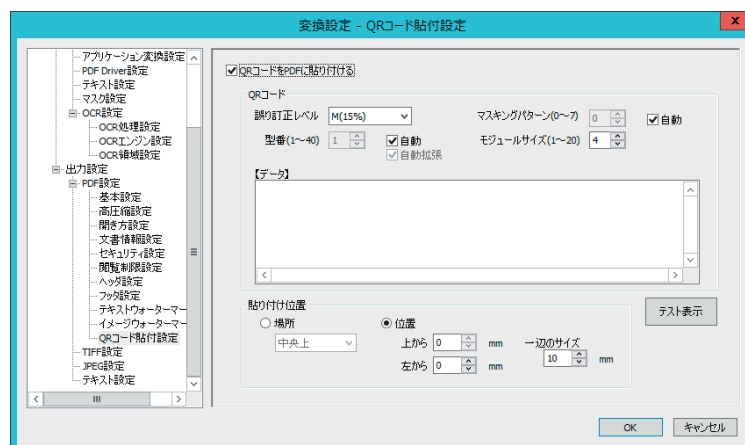 変換設定 - QRコード貼付設定
x
アプリケーション変換設定
PDF Driver設定
テキスト設定
マスク設定
OCR設定
OCR処理設定
OCRエンジン設定
OCR領域設定
出力設定
PDF設定
基本設定
高圧縮設定
開き方設定
文書情報設定
セキュリティ設定
閲覧制限設定
ヘッダ設定
フッタ設定
テキストウォーターマー
イメージウォーターマー
QRコード貼付設定
TIFF設定
JPEG設定
テキスト設定
QRコードをPDFに貼り付ける
QRコード
誤り訂正レベル M(15%) マスキングパターン(0～7) 0 自動
型番(1～40) 1 自動 モジュールサイズ(1～20) 4
自動拡張
【データ】
貼り付け位置
場所 位置
中央上 上から 0 mm 一辺のサイズ
左から 0 mm 10 mm
テスト表示
OK キャンセル